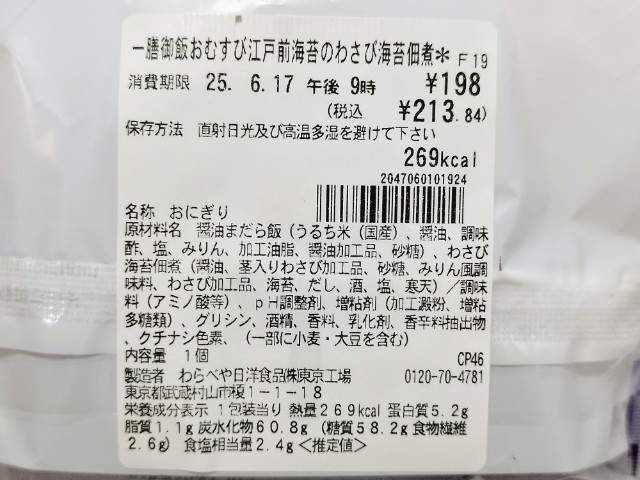 一膳御飯おむすび江戸前海苔のわさび海苔佃煮* F19
消費期限 25. 6.17 午後 9時 ¥198
(税込 ¥213.84)
保存方法 直射日光及び高温多湿を避けて下さい
269kcal
2047060101924
名称 おにぎり
原材料名 醤油まだら飯（うるち米（国産）、醤油、調味
酢、塩、みりん、加工油脂、醤油加工品、砂糖）、わさび
海苔佃煮（醤油、茎入りわさび加工品、砂糖、みりん風調
味料、わさび加工品、海苔、だし、酒、塩、寒天）／調味
料（アミノ酸等）、ｐＨ調整剤、増粘剤（加工澱粉、増粘
多糖類）、グリシン、酒精、香料、乳化剤、香辛料抽出物
、クチナシ色素、（一部に小麦・大豆を含む）
内容量 １個 CP46
製造者 わらべや日洋食品㈱東京工場 0120-70-4781
東京都武蔵村山市榎１－１－１８
栄養成分表示 １包装当り 熱量２６９kcal 蛋白質５.２g
脂質１.１g 炭水化物６０.８g（糖質５８.２g 食物繊維
２.６g） 食塩相当量２.４g＜推定値＞